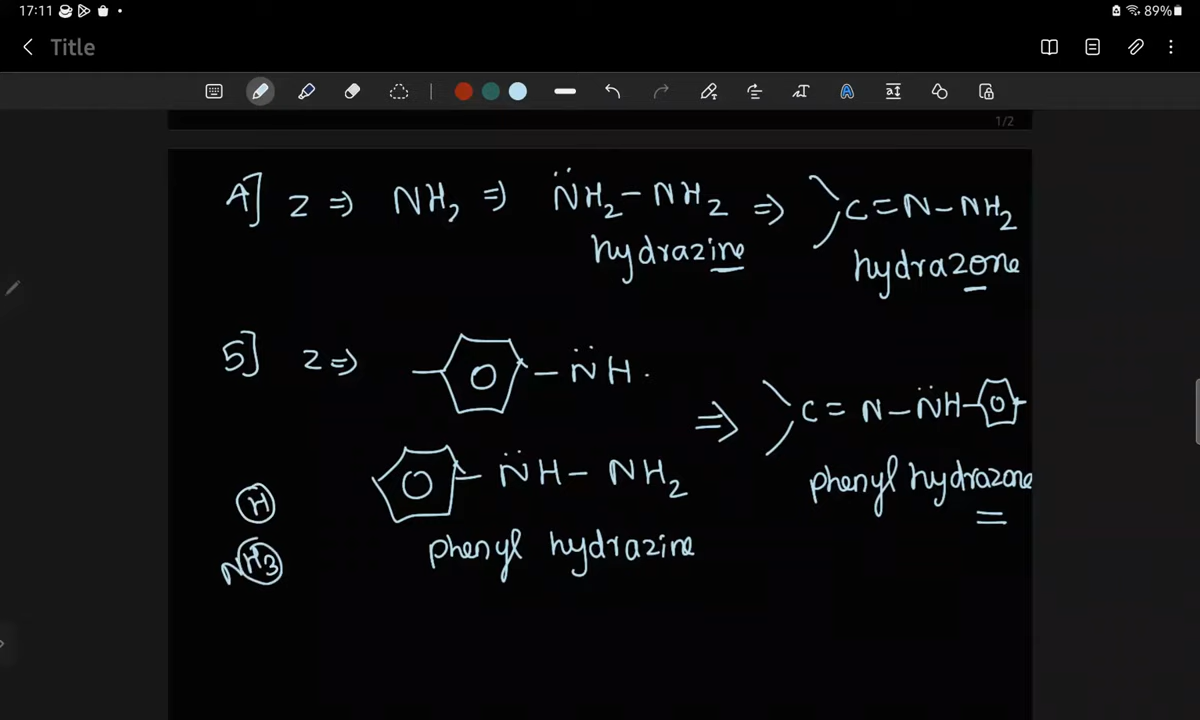 17:11 89%
Title
1/2
4] Z ⇒ NH2 ⇒ N̈H2 - NH2 ⇒ C = N - NH2
hydrazine hydrazone
5] Z ⇒ - N̈H.
⇒ C = N - N̈H -
- N̈H - NH2
H phenyl hydrazone
NH3 phenyl hydrazine